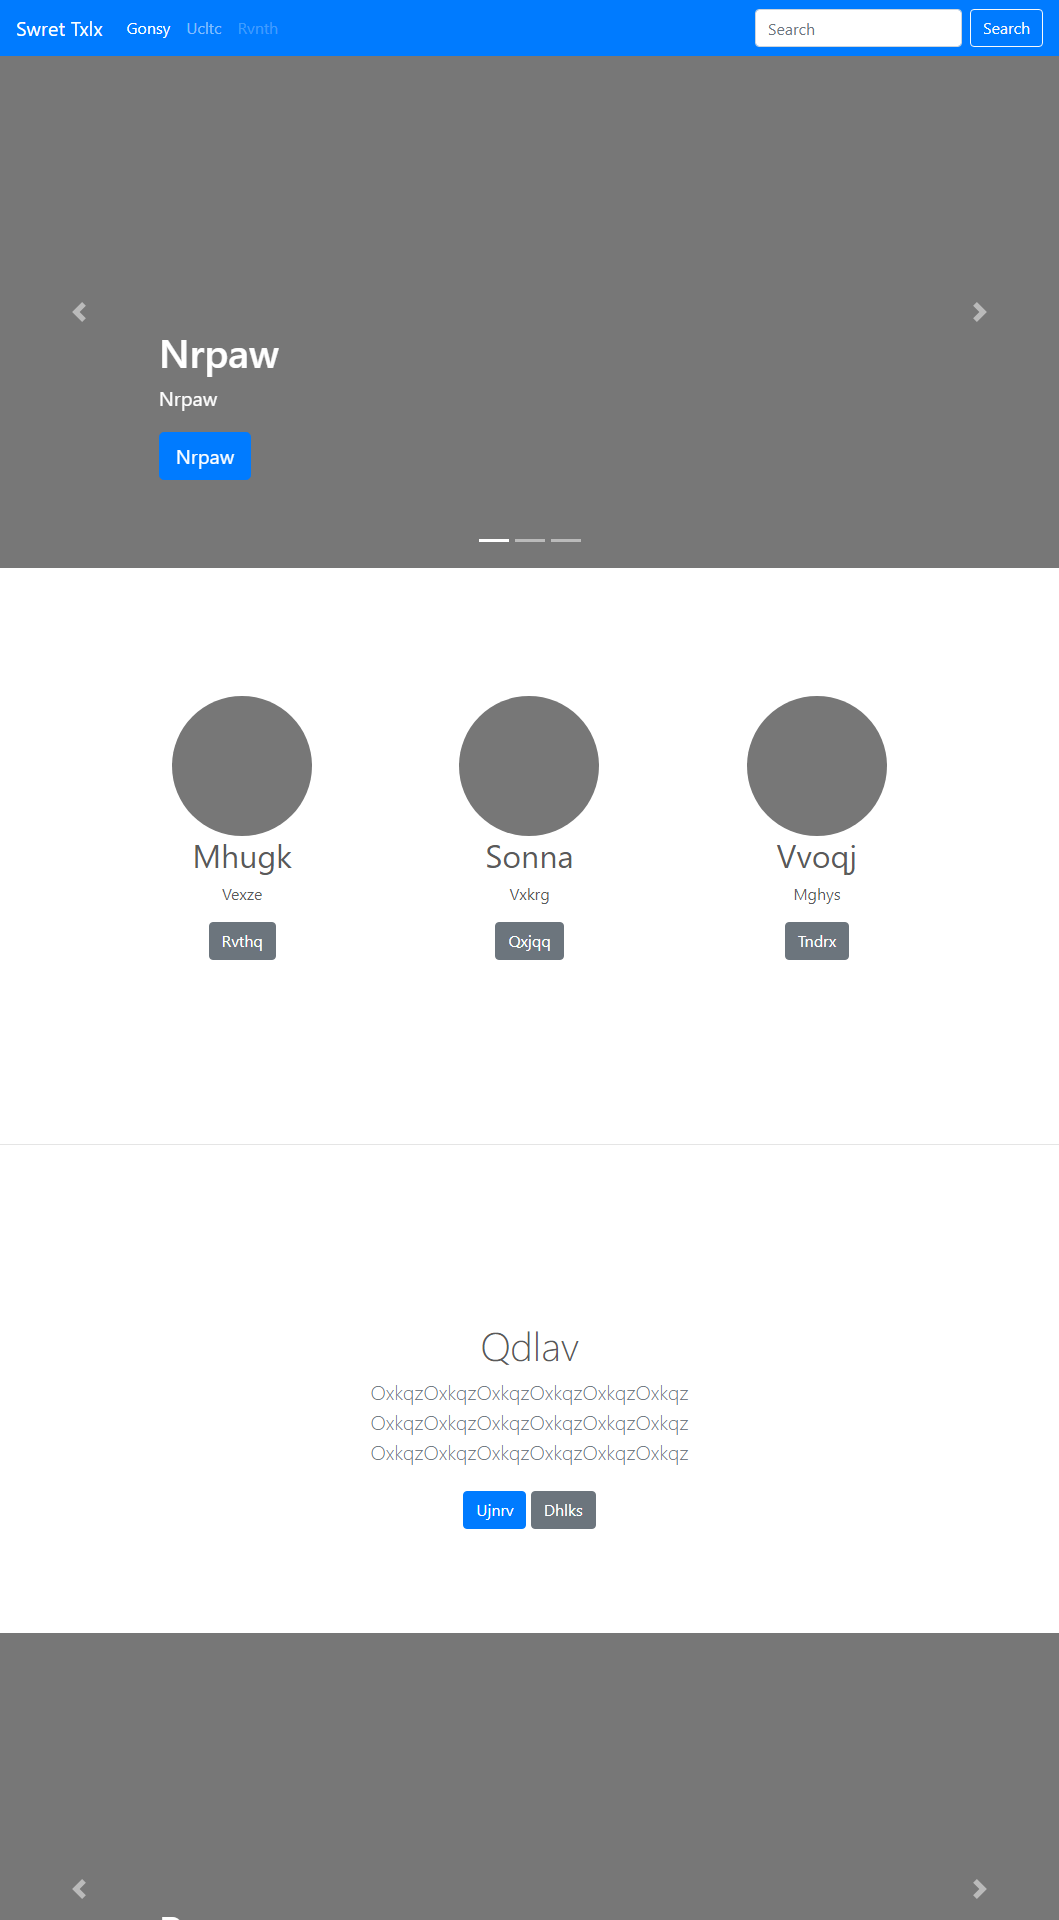 Swret Txlx Gonsy Ucltc Rvnth Search Search
Nrpaw
Nrpaw
Nrpaw
Mhugk Sonna Vvoqj
Vexze Vxkrg Mghys
Rvthq Qxjqq Tndrx
Qdlav
OxkqzOxkqzOxkqzOxkqzOxkqzOxkqz
OxkqzOxkqzOxkqzOxkqzOxkqzOxkqz
OxkqzOxkqzOxkqzOxkqzOxkqzOxkqz
Ujnrv Dhlks